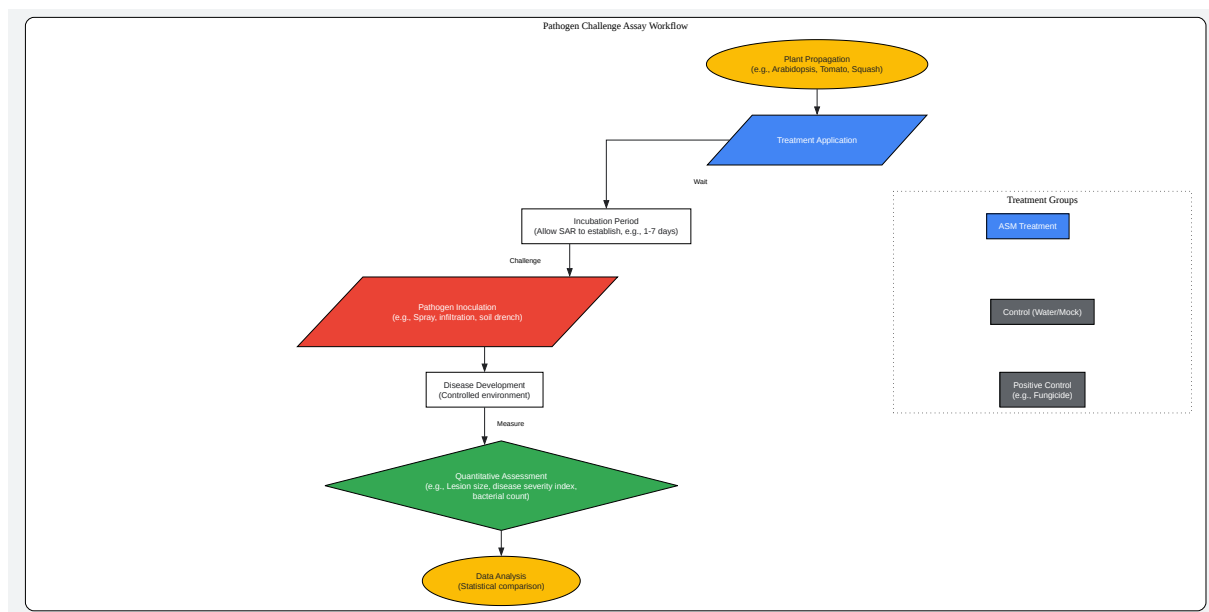 Pathogen Challenge Assay Workflow
Plant Propagation
(e.g., Arabidopsis, Tomato, Squash)
Treatment Application
Wait
Incubation Period
(Allow SAR to establish, e.g., 1-7 days)
Challenge
Pathogen Inoculation
(e.g., Spray, infiltration, soil drench)
Disease Development
(Controlled environment)
Measure
Quantitative Assessment
(e.g., Lesion size, disease severity index,
bacterial count)
Data Analysis
(Statistical comparison)
Treatment Groups
ASM Treatment
Control (Water/Mock)
Positive Control
(e.g., Fungicide)